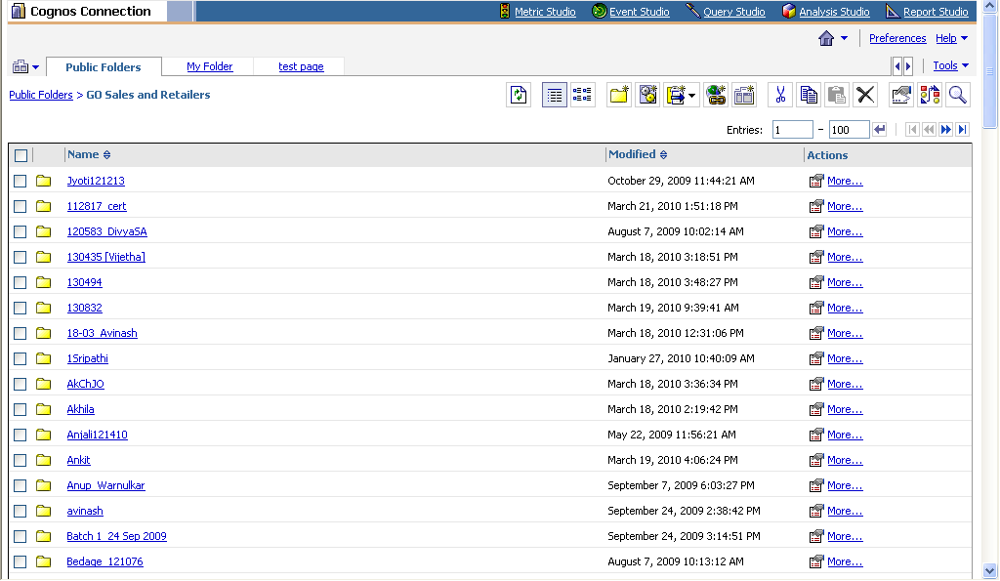 Cognos Connection Metric Studio Event Studio Query Studio Analysis Studio Report Studio
Preferences Help
Public Folders My Folder test page Tools
Public Folders > GO Sales and Retailers
Entries: 1 - 100
Name Modified Actions
Jyoti121213 October 29, 2009 11:44:21 AM More...
112817_cert March 21, 2010 1:51:18 PM More...
120583_DivyaSA August 7, 2009 10:02:14 AM More...
130435 [Vijetha] March 18, 2010 3:18:51 PM More...
130494 March 18, 2010 3:48:27 PM More...
130832 March 19, 2010 9:39:41 AM More...
18-03_Avinash March 18, 2010 12:31:06 PM More...
1Sripathi January 27, 2010 10:40:09 AM More...
AkChJO March 18, 2010 3:36:34 PM More...
Akhila March 18, 2010 2:19:42 PM More...
Anjali121410 May 22, 2009 11:56:21 AM More...
Ankit March 19, 2010 4:06:24 PM More...
Anup_Warnulkar September 7, 2009 6:03:27 PM More...
avinash September 24, 2009 2:38:42 PM More...
Batch 1_24 Sep 2009 September 24, 2009 3:14:51 PM More...
Bedage_121076 August 7, 2009 10:13:12 AM More...